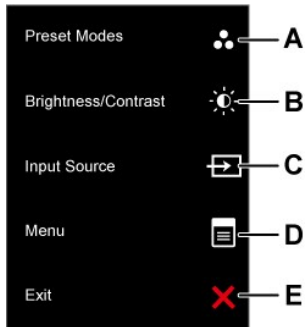 Preset Modes A
Brightness/Contrast B
Input Source C
Menu D
Exit E